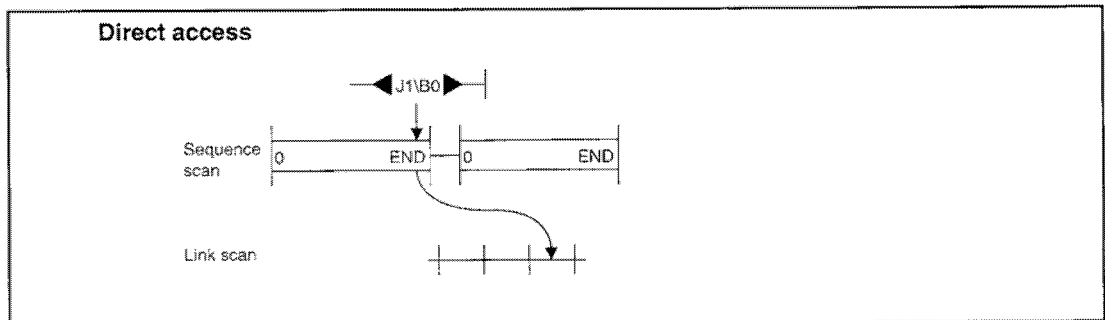 Direct access
J1\B0
Sequence
scan
0 END 0 END
Link scan